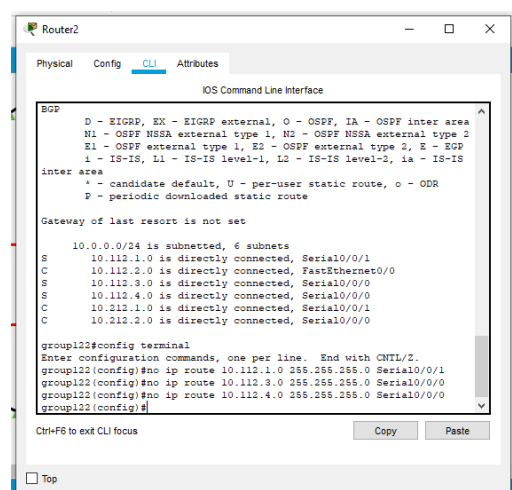 Router2
Physical Config CLI Attributes
IOS Command Line Interface
BGP
D - EIGRP, EX - EIGRP external, O - OSPF, IA - OSPF inter area
N1 - OSPF NSSA external type 1, N2 - OSPF NSSA external type 2
E1 - OSPF external type 1, E2 - OSPF external type 2, E - EGP
i - IS-IS, L1 - IS-IS level-1, L2 - IS-IS level-2, ia - IS-IS
inter area
* - candidate default, U - per-user static route, o - ODR
P - periodic downloaded static route
Gateway of last resort is not set
10.0.0.0/24 is subnetted, 6 subnets
S 10.112.1.0 is directly connected, Serial0/0/1
C 10.112.2.0 is directly connected, FastEthernet0/0
S 10.112.3.0 is directly connected, Serial0/0/0
S 10.112.4.0 is directly connected, Serial0/0/0
C 10.212.1.0 is directly connected, Serial0/0/1
C 10.212.2.0 is directly connected, Serial0/0/0
group122#config terminal
Enter configuration commands, one per line. End with CNTL/Z.
group122(config)#no ip route 10.112.1.0 255.255.255.0 Serial0/0/1
group122(config)#no ip route 10.112.3.0 255.255.255.0 Serial0/0/0
group122(config)#no ip route 10.112.4.0 255.255.255.0 Serial0/0/0
group122(config)#
Ctrl+F6 to exit CLI focus
Copy Paste
Top